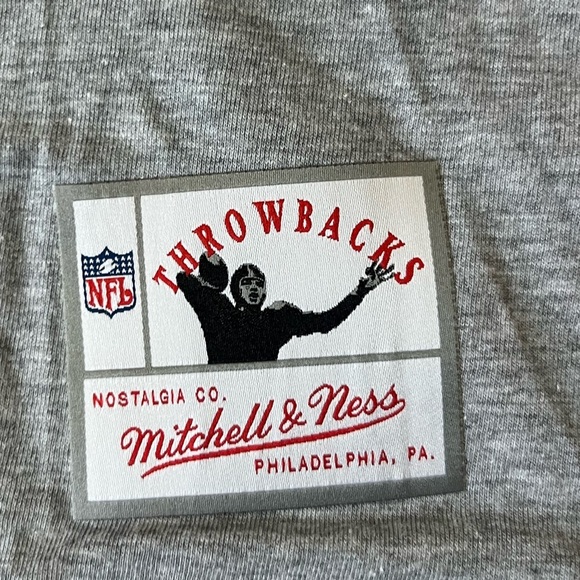 THROWBACKS
NFL
NOSTALGIA CO.
Mitchell & Ness
PHILADELPHIA, PA.